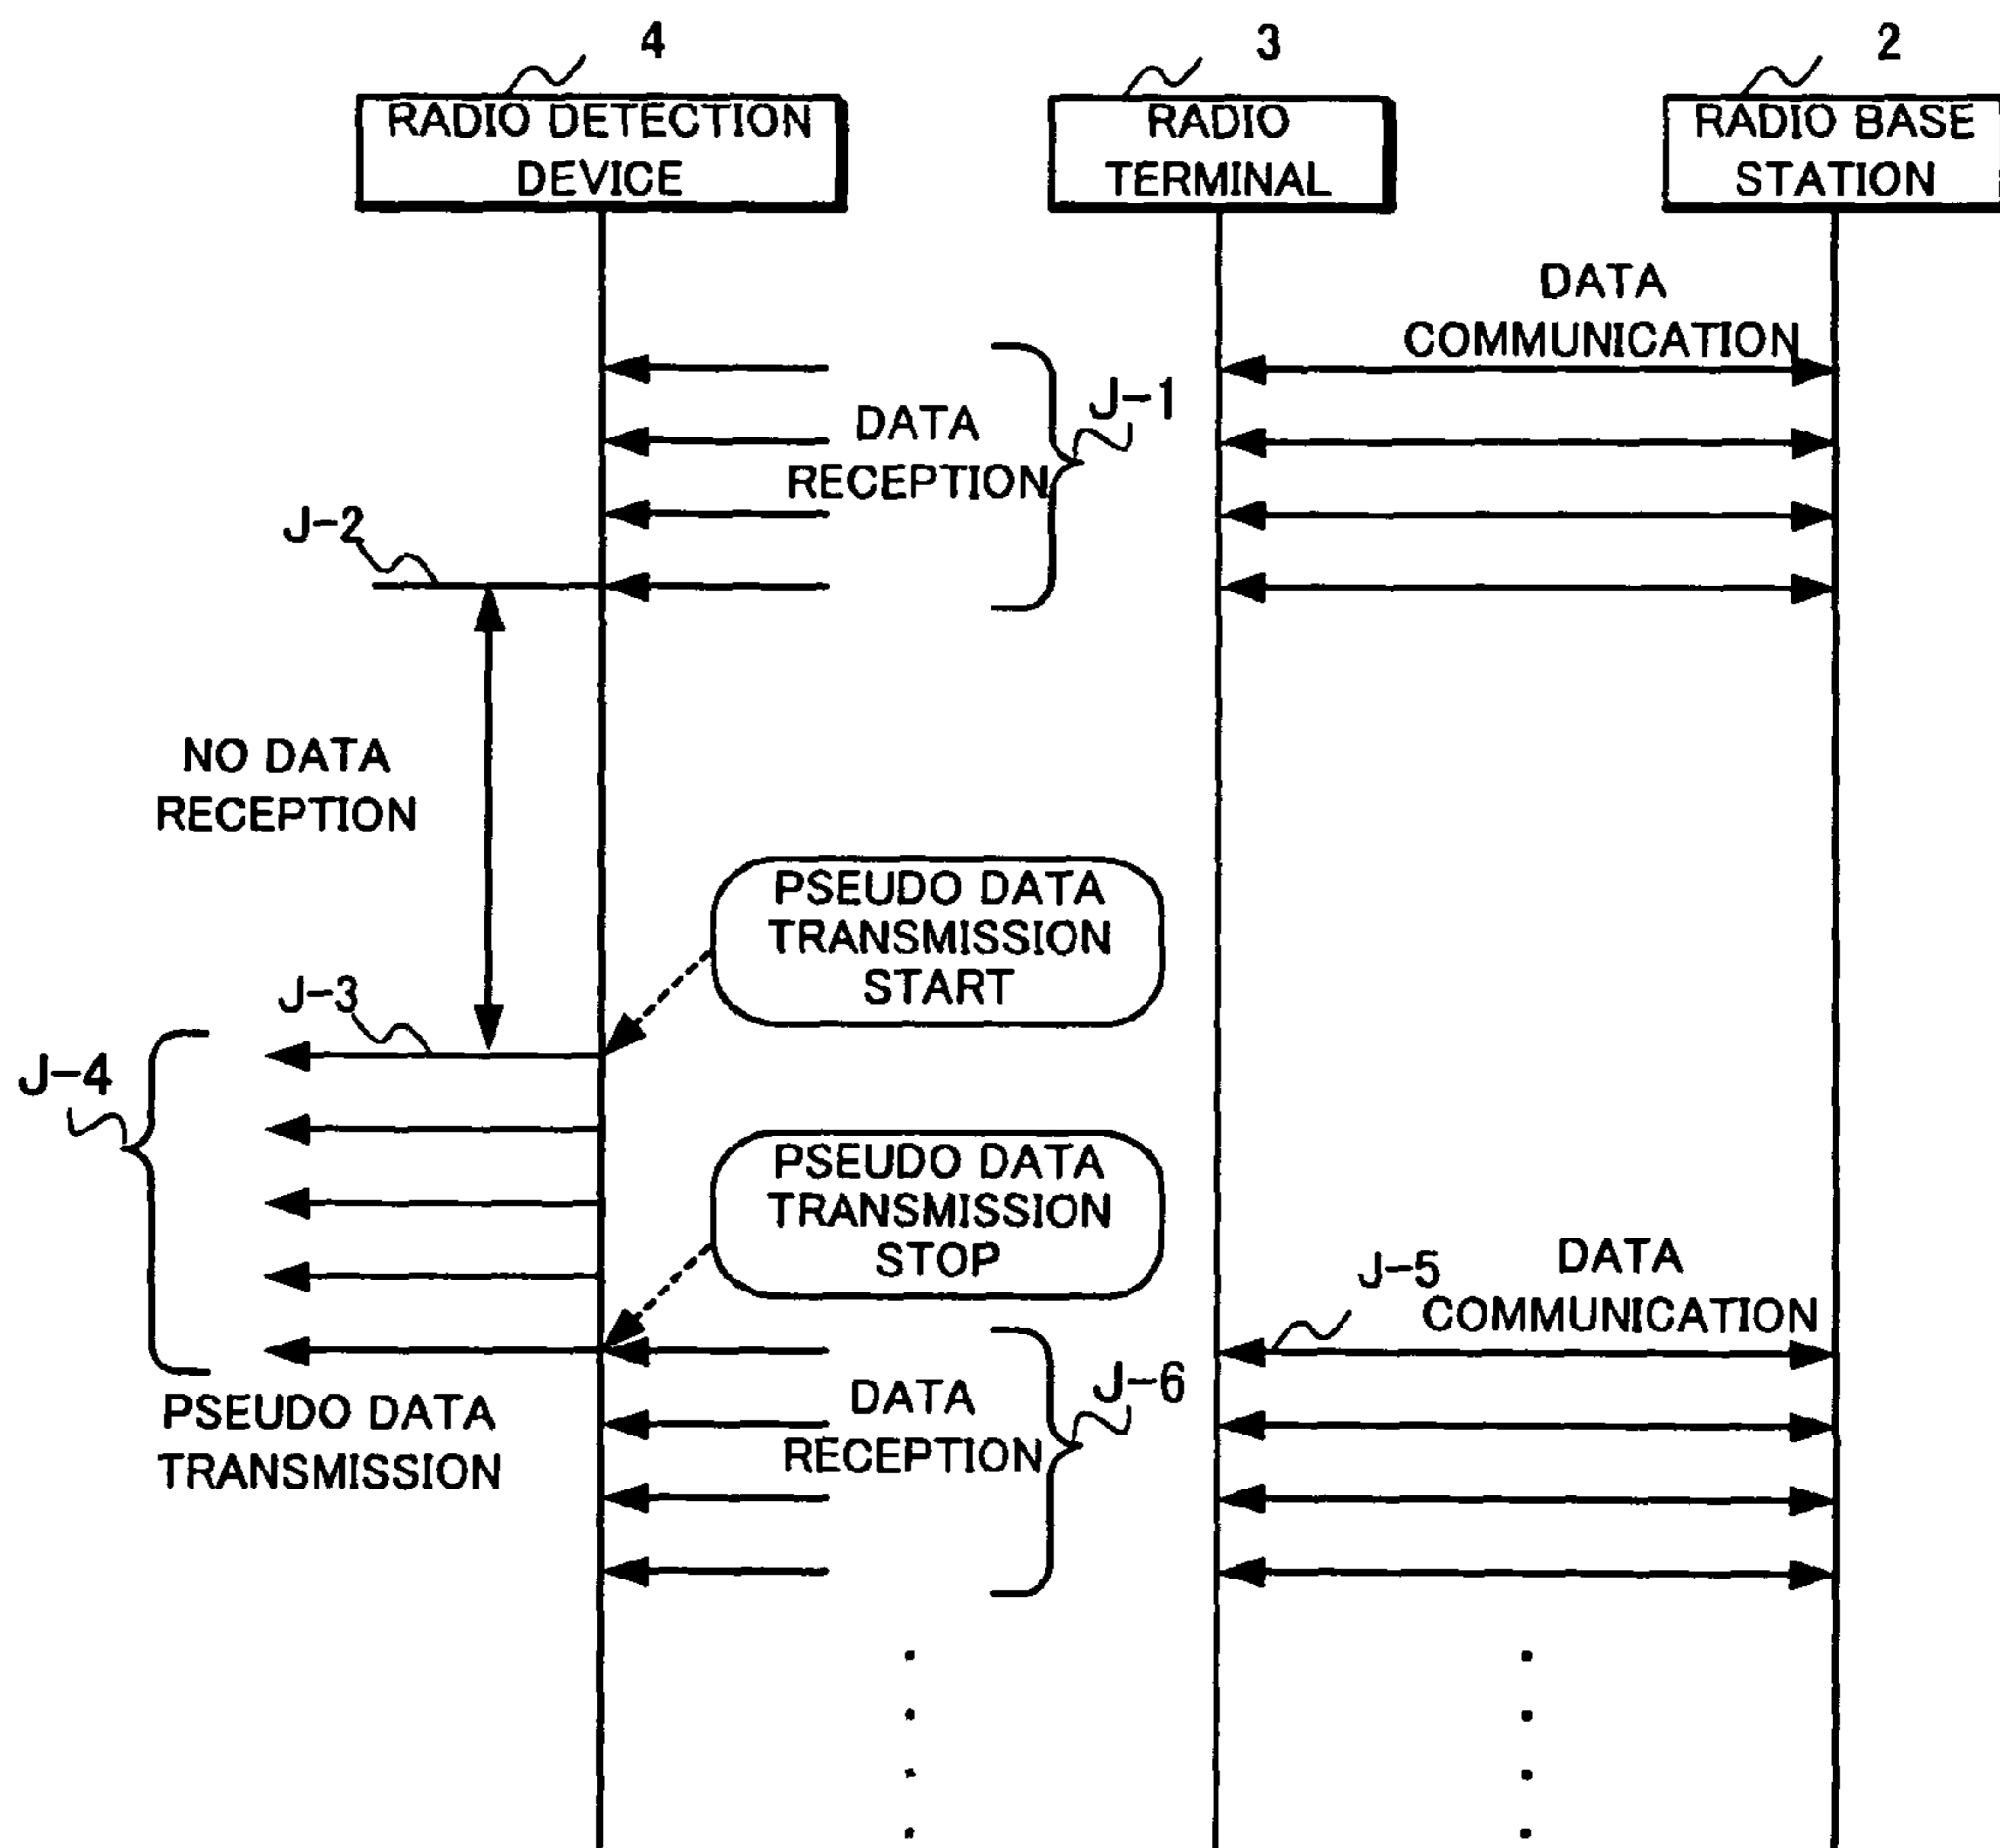 4
3
2
RADIO DETECTION
DEVICE
RADIO
TERMINAL
RADIO BASE
STATION
DATA
COMMUNICATION
J-1
DATA
RECEPTION
J-2
NO DATA
RECEPTION
PSEUDO DATA
TRANSMISSION
START
J-3
J-4
PSEUDO DATA
TRANSMISSION
STOP
J-5
DATA
COMMUNICATION
J-6
DATA
RECEPTION
PSEUDO DATA
TRANSMISSION